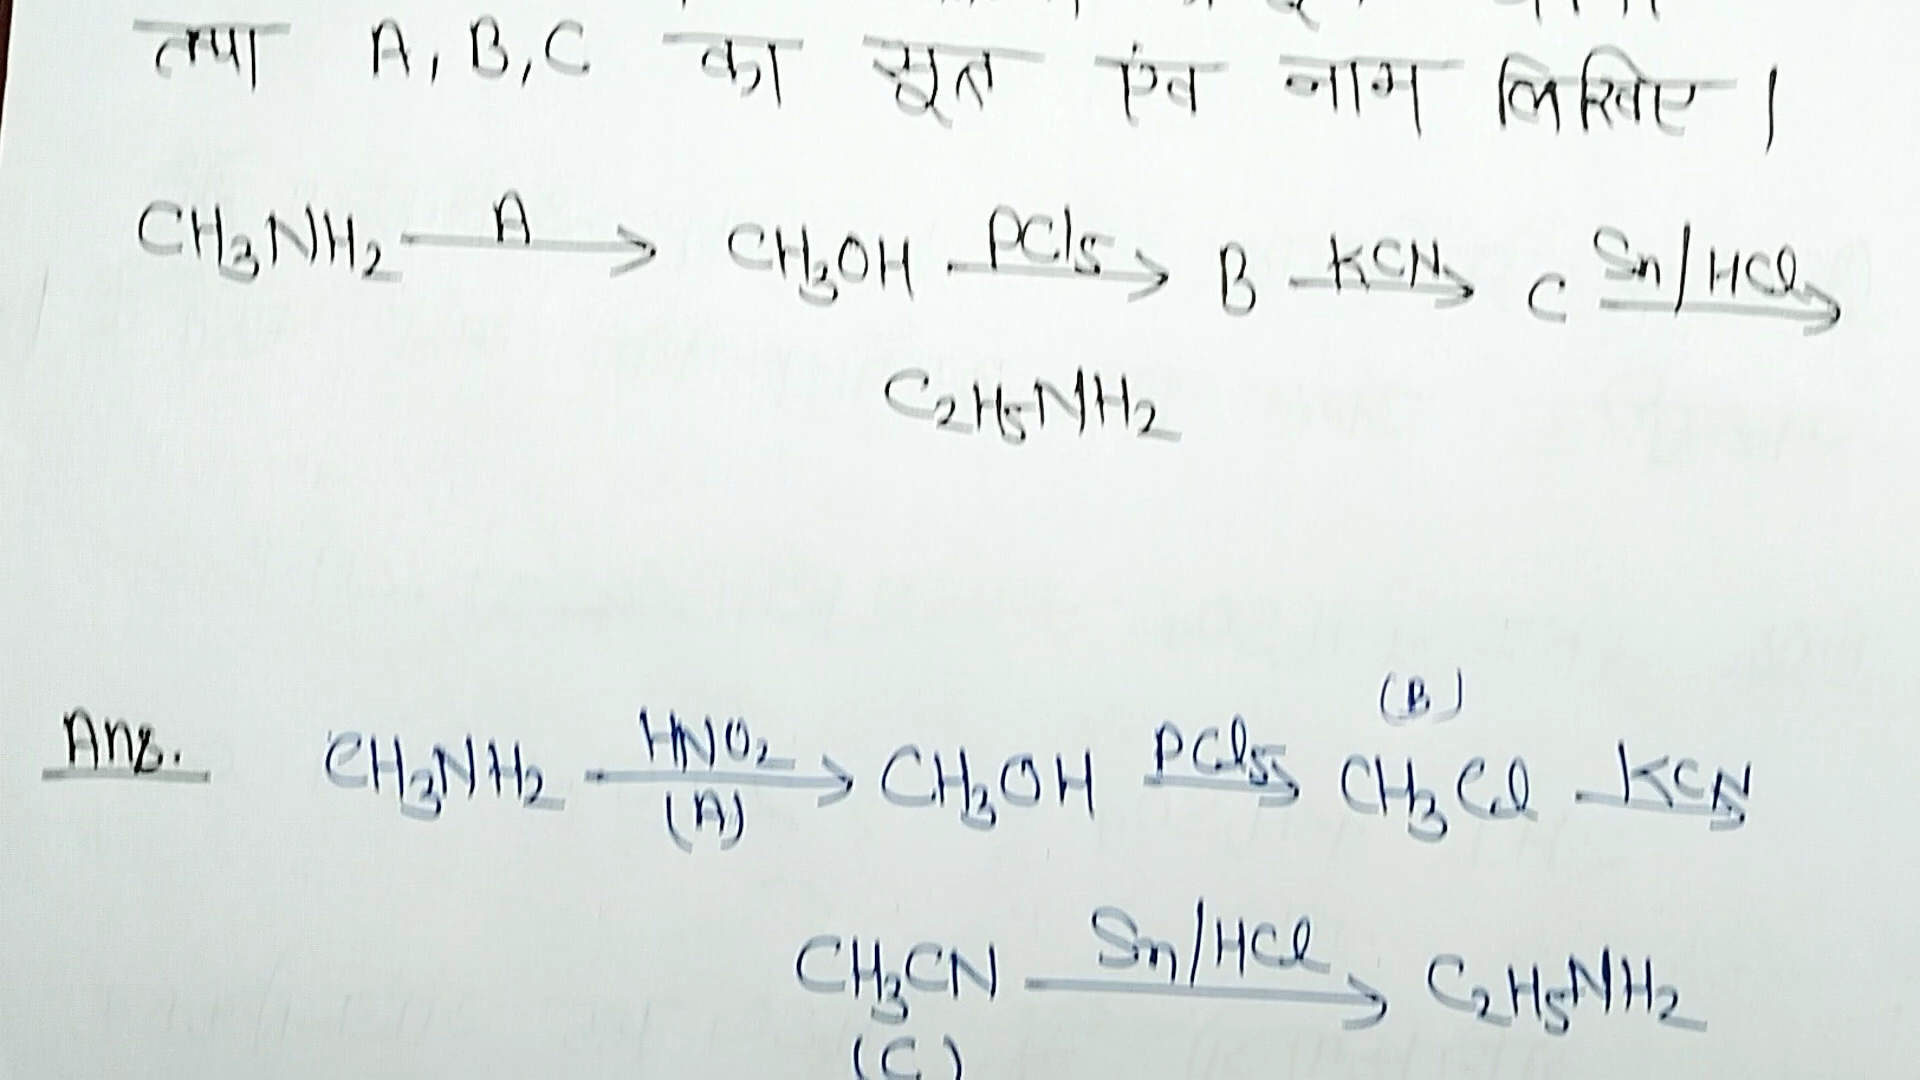 तथा A, B, C का सूत्र एंव नाम लिखिए ।
CH₃NH₂ —A→ CH₃OH —PCl₅→ B —KCN→ C —Sn/HCl→
C₂H₅NH₂
Ans. CH₃NH₂ —HNO₂ (A)→ CH₃OH —PCl₅→ (B) CH₃Cl —KCN→
CH₃CN —Sn/HCl→ C₂H₅NH₂
(C)